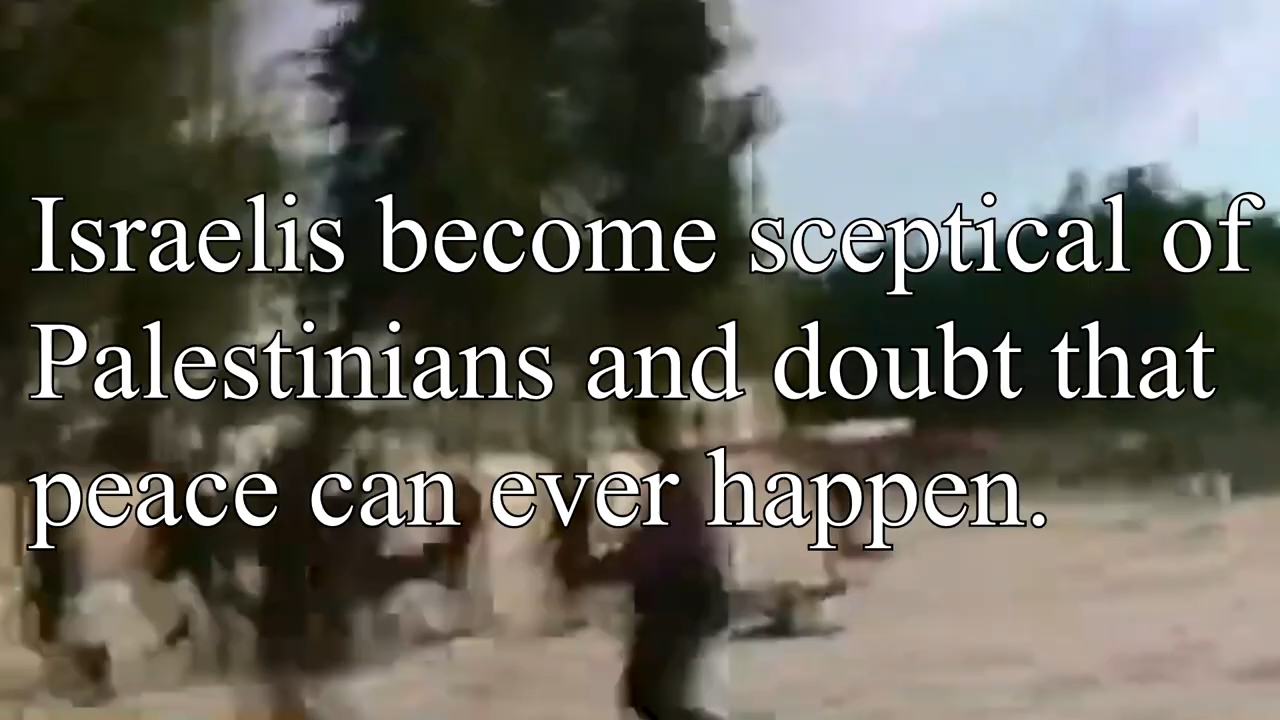 Israelis become sceptical of
Palestinians and doubt that
peace can ever happen.